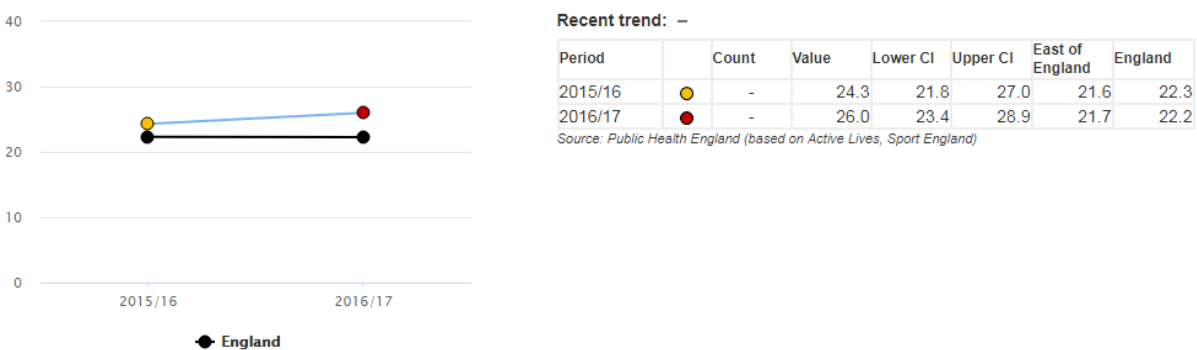 40
30
20
10
0
2015/16 2016/17
England
Recent trend: –
Period Count Value Lower CI Upper CI East of England England
2015/16 - 24.3 21.8 27.0 21.6 22.3
2016/17 - 26.0 23.4 28.9 21.7 22.2
Source: Public Health England (based on Active Lives, Sport England)